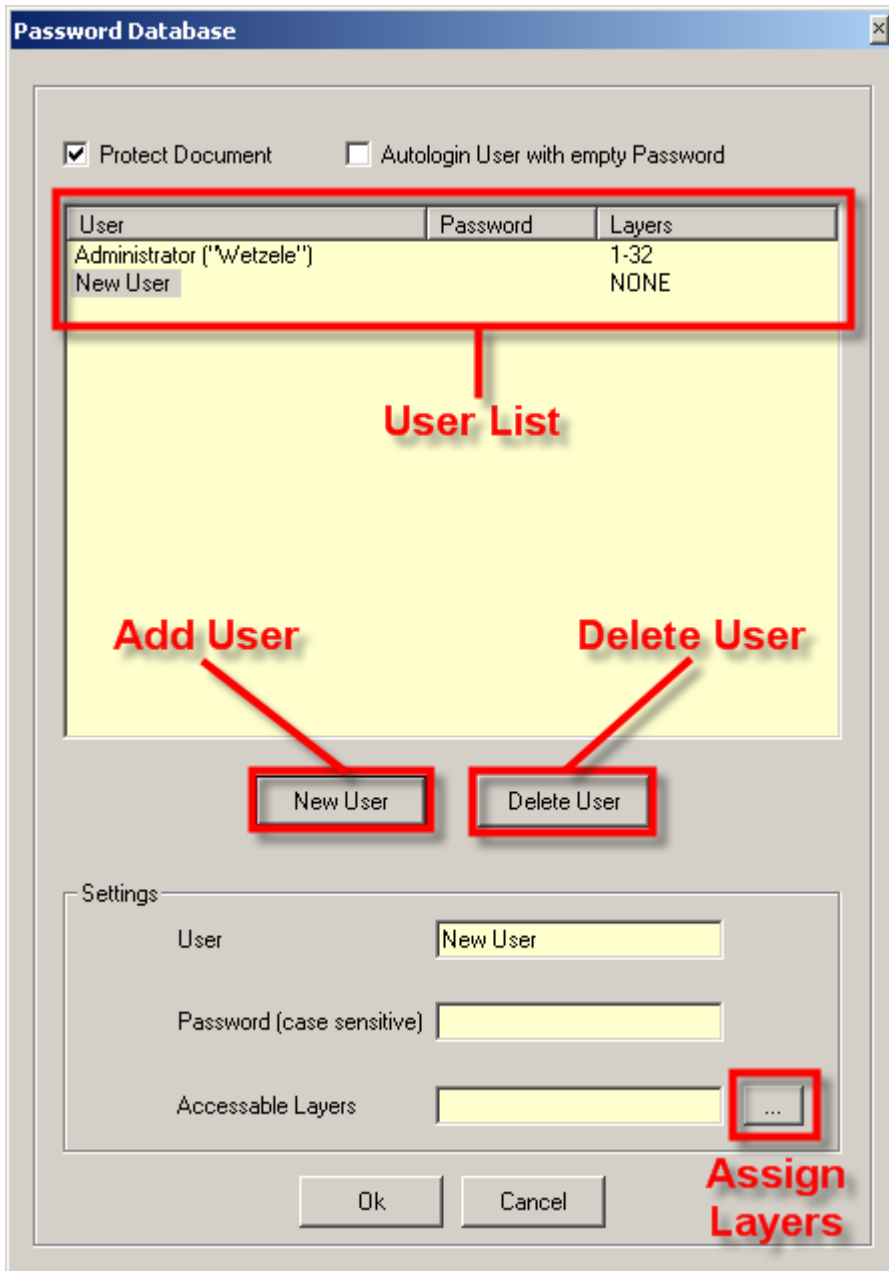 Password Database
Protect Document
Autologin User with empty Password
User Password Layers
Administrator ("Wetzele") 1-32
New User NONE
User List
Add User Delete User
New User Delete User
Settings
User New User
Password (case sensitive)
Accessable Layers ...
Assign
Layers
Ok Cancel